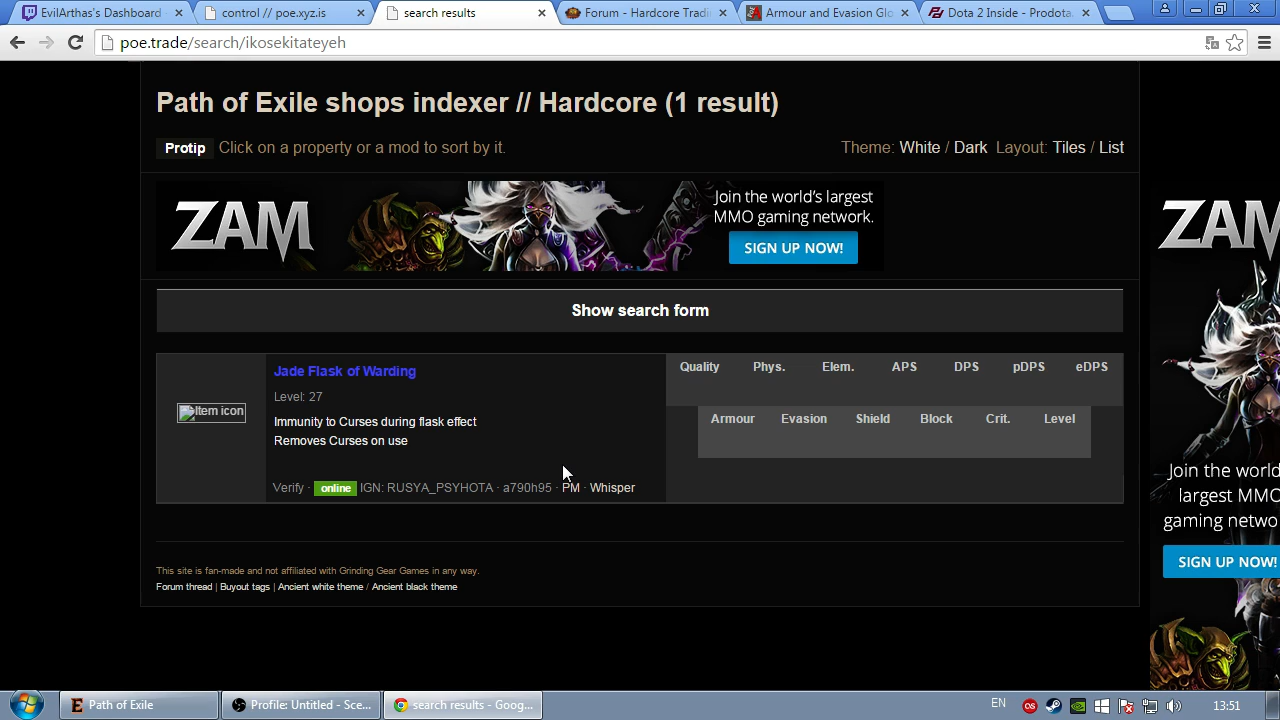 EvilArthas's Dashboard
control // poe.xyz.is
search results
Forum - Hardcore Tradi
Armour and Evasion Glo
Dota 2 Inside - Prodota.
poe.trade/search/ikosekitateyeh
Path of Exile shops indexer // Hardcore (1 result)
Protip Click on a property or a mod to sort by it.
Theme: White / Dark Layout: Tiles / List
ZAM
Join the world's largest
MMO gaming network.
SIGN UP NOW!
Show search form
Item icon
Jade Flask of Warding
Level: 27
Immunity to Curses during flask effect
Removes Curses on use
Verify · online IGN: RUSYA_PSYHOTA · a790h95 · PM · Whisper
Quality Phys. Elem. APS DPS pDPS eDPS
Armour Evasion Shield Block Crit. Level
This site is fan-made and not affiliated with Grinding Gear Games in any way.
Forum thread | Buyout tags | Ancient white theme / Ancient black theme
ZAM
Join the world
largest MMO
gaming netwo
SIGN UP NOW!
Path of Exile
Profile: Untitled - Sce...
search results - Goog...
EN
13:51